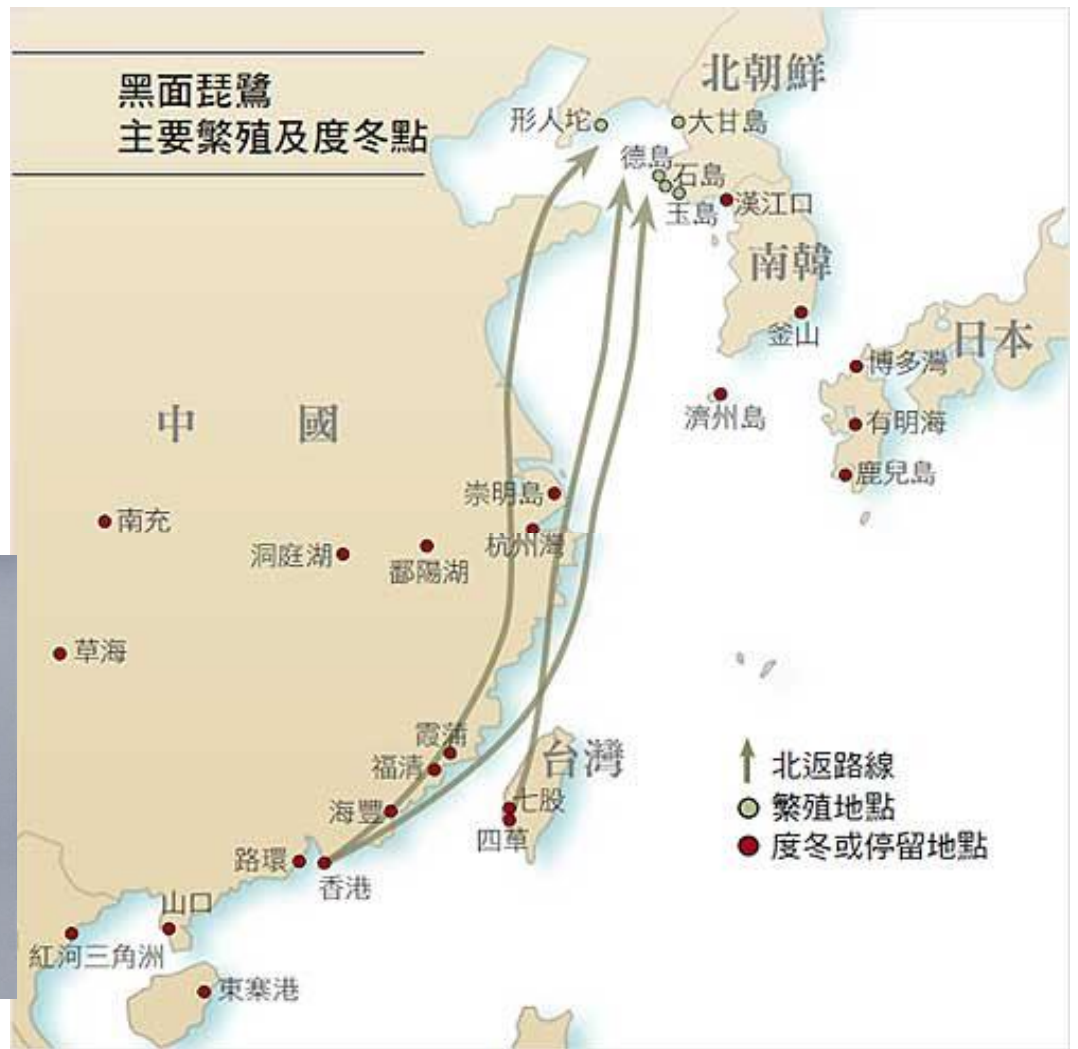 黑面琵鷺
主要繁殖及度冬點
北朝鮮
形人坨
大甘島
德島
石島
玉島
漢江口
南韓
釜山
日本
博多灣
濟州島
有明海
鹿兒島
中國
崇明島
南充
杭州灣
洞庭湖
鄱陽湖
草海
霞蒲
福清
台灣
海豐
七股
四草
路環
香港
山口
紅河三角洲
東寨港
北返路線
繁殖地點
度冬或停留地點